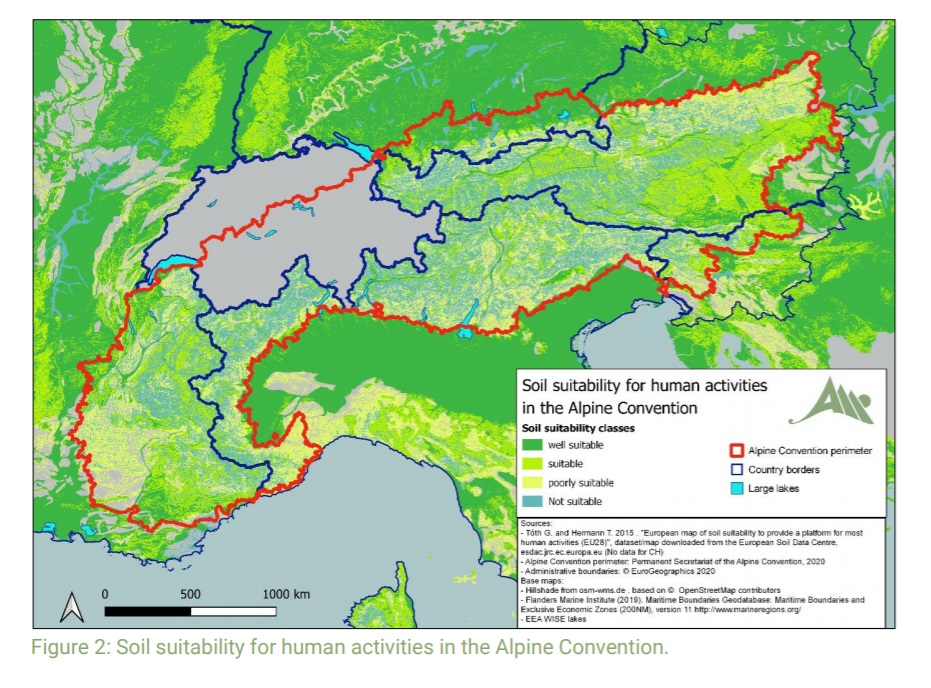 Soil suitability for human activities
in the Alpine Convention
Soil suitability classes
well suitable
suitable
poorly suitable
Not suitable
Alpine Convention perimeter
Country borders
Large lakes
Sources:
- Tóth G. and Hermann T. 2015 . "European map of soil suitability to provide a platform for most
human activities (EU28)", dataset/map downloaded from the European Soil Data Centre,
esdac.jrc.ec.europa.eu (No data for CH)
- Alpine Convention perimeter: Permanent Secretariat of the Alpine Convention, 2020
- Administrative boundaries: © EuroGeographics 2020
Base maps:
- Hillshade from osm-wms.de . based on © OpenStreetMap contributors
- Flanders Marine Institute (2019). Maritime Boundaries Geodatabase: Maritime Boundaries and
Exclusive Economic Zones (200NM), version 11 http://www.marineregions.org/
- EEA WISE lakes
0 500 1000 km
Figure 2: Soil suitability for human activities in the Alpine Convention.